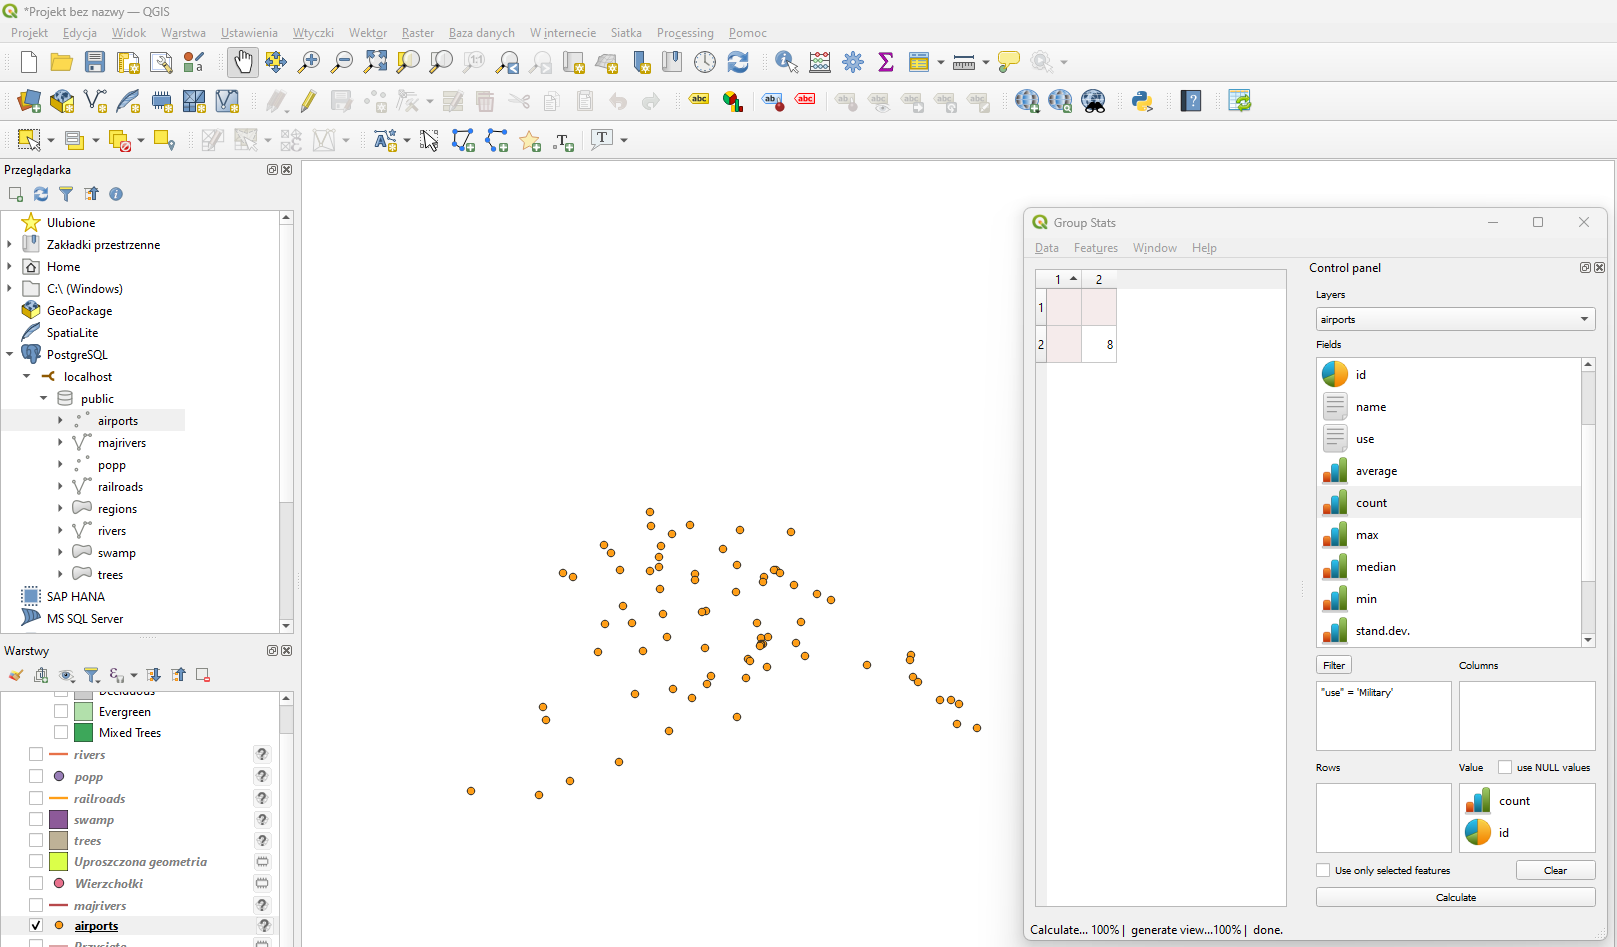 *Projekt bez nazwy — QGIS
Projekt Edycja Widok Warstwa Ustawienia Wtyczki Wektor Raster Baza danych W internecie Siatka Processing Pomoc
Przeglądarka
Ulubione
Zakładki przestrzenne
Home
C:\ (Windows)
GeoPackage
SpatiaLite
PostgreSQL
localhost
public
airports
majrivers
popp
railroads
regions
rivers
swamp
trees
SAP HANA
MS SQL Server
Warstwy
Deciduous
Evergreen
Mixed Trees
rivers
popp
railroads
swamp
trees
Uproszczona geometria
Wierzchołki
majrivers
airports
Przycięte
Group Stats
Data Features Window Help
1 2
1
2 8
Control panel
Layers
airports
Fields
id
name
use
average
count
max
median
min
stand.dev.
Filter Columns
"use" = 'Military'
Rows Value use NULL values
count
id
Use only selected features Clear
Calculate
Calculate... 100% | generate view...100% | done.